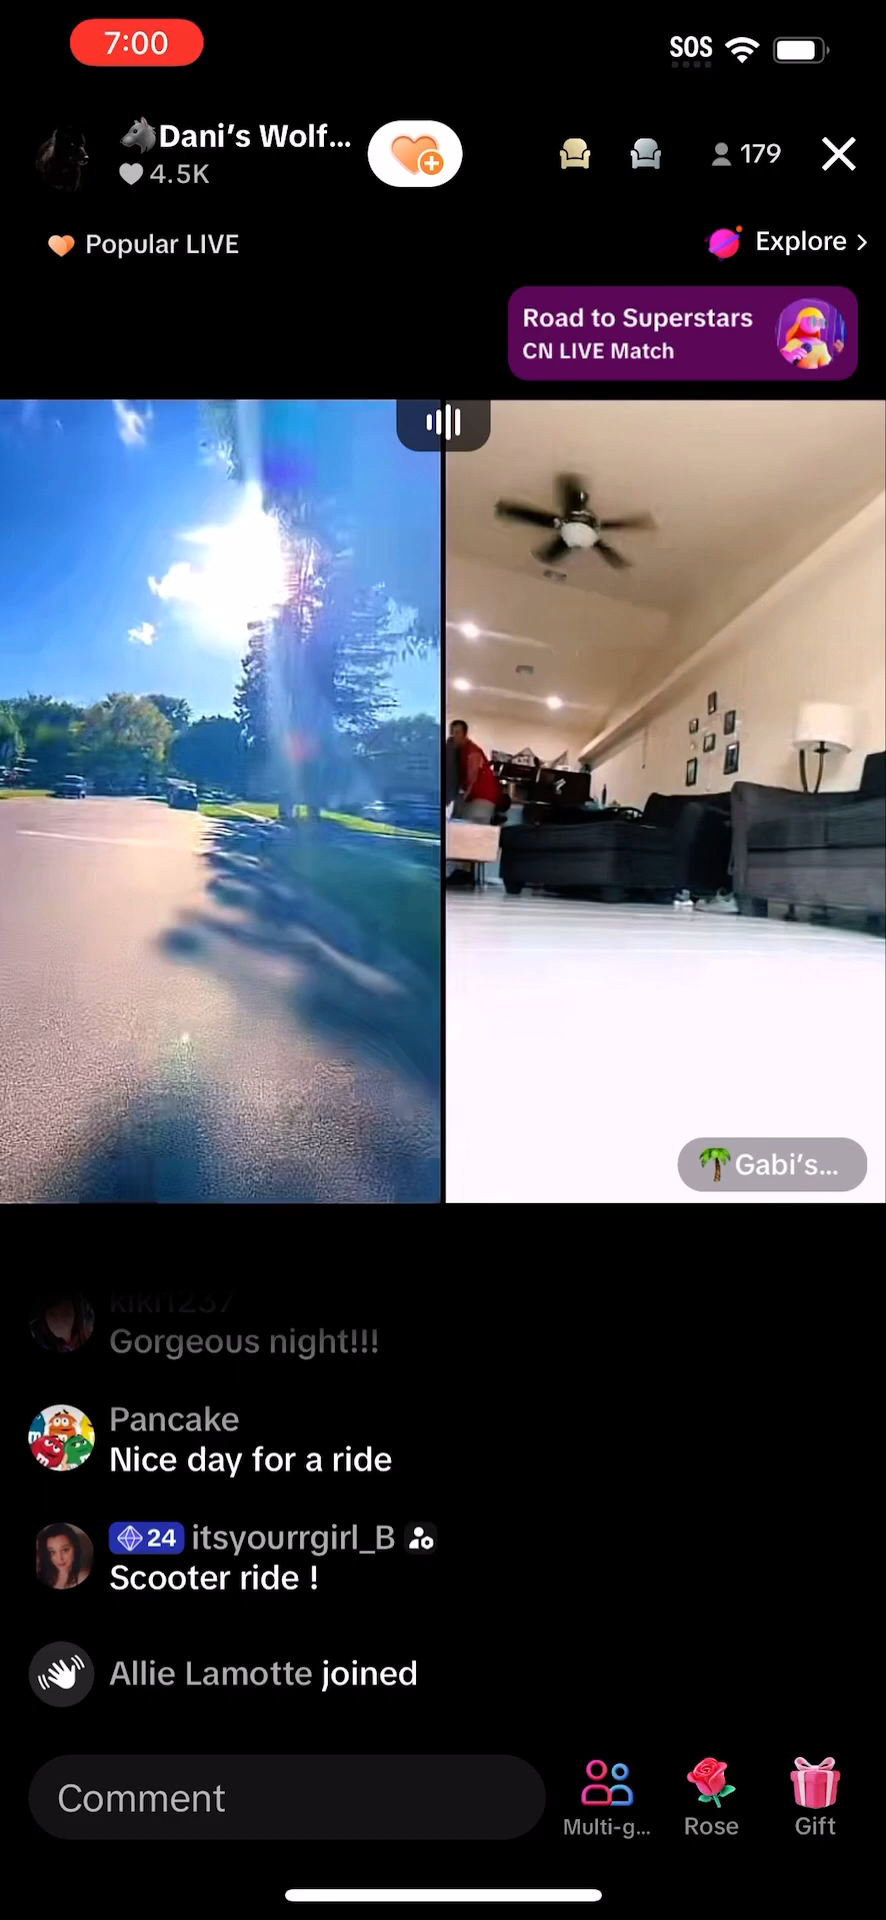 7:00
SOS
Dani's Wolf...
4.5K
179
Popular LIVE
Explore >
Road to Superstars
CN LIVE Match
Gabi's...
kiki1237
Gorgeous night!!!
Pancake
Nice day for a ride
24 itsyourrgirl_B
Scooter ride !
Allie Lamotte joined
Comment
Multi-g...
Rose
Gift